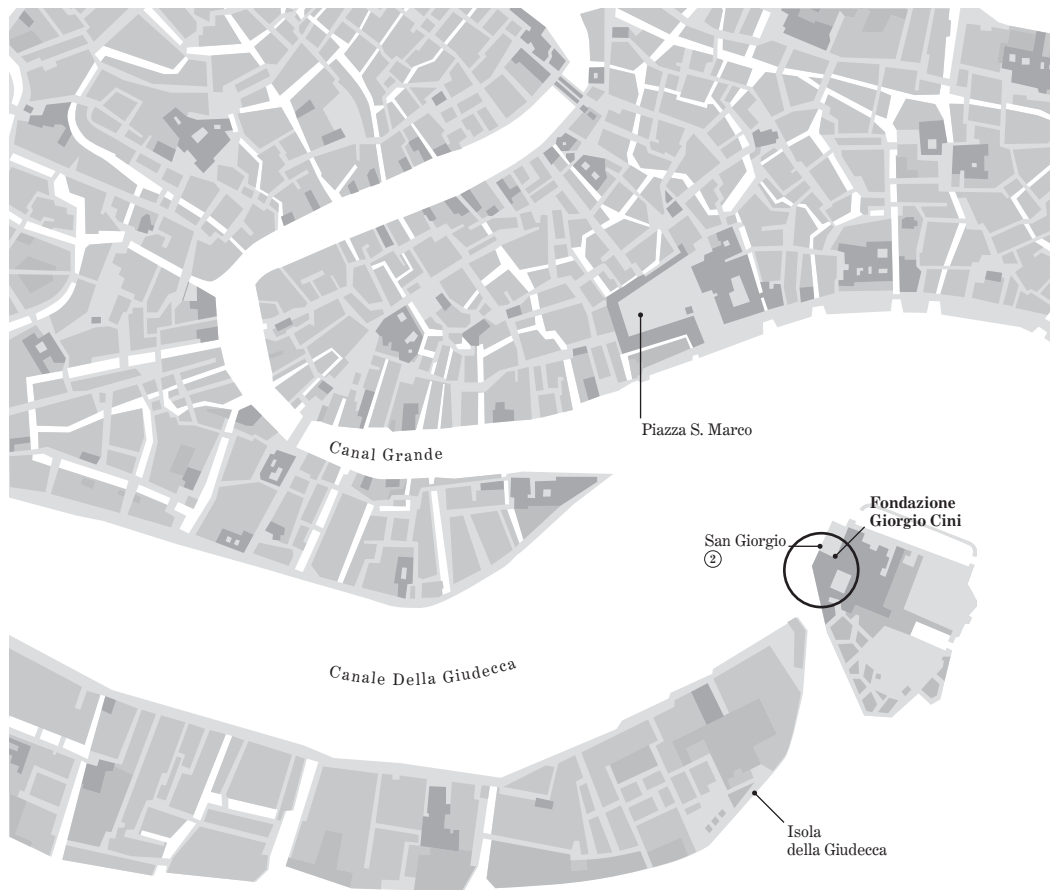 Canal Grande
Piazza S. Marco
Fondazione
Giorgio Cini
San Giorgio
2
Canale Della Giudecca
Isola
della Giudecca